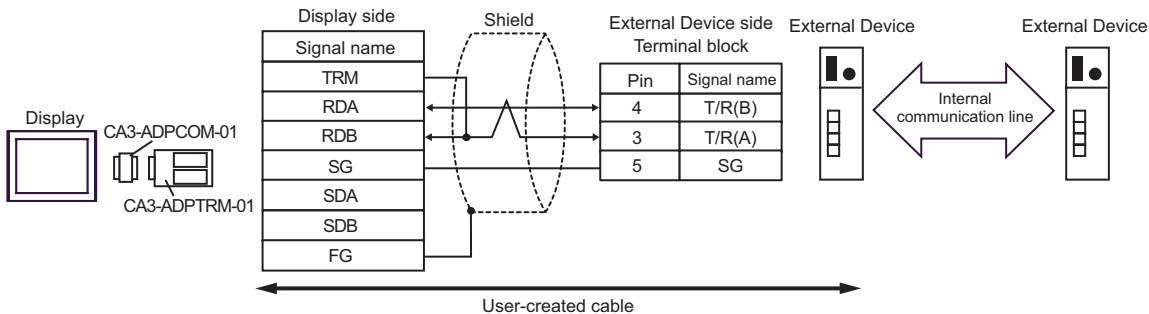 Display side
Shield
External Device side
Terminal block
External Device
External Device
Signal name
TRM
RDA
RDB
SG
SDA
SDB
FG
Pin
Signal name
4
T/R(B)
3
T/R(A)
5
SG
Internal
communication line
Display
CA3-ADPCOM-01
CA3-ADPTRM-01
User-created cable